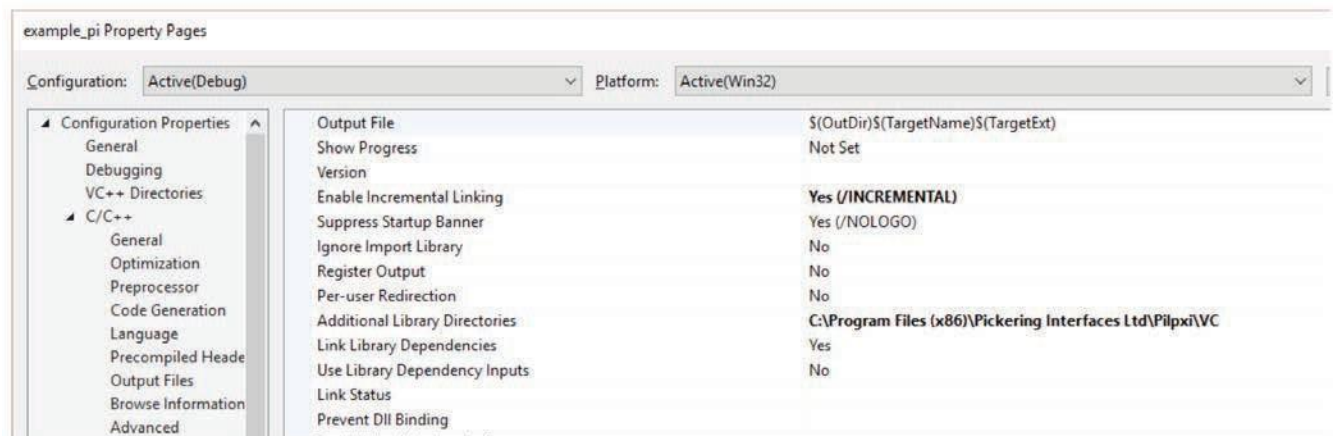 example_pi Property Pages
Configuration: Active(Debug) Platform: Active(Win32)
Configuration Properties
General
Debugging
VC++ Directories
C/C++
General
Optimization
Preprocessor
Code Generation
Language
Precompiled Heade
Output Files
Browse Information
Advanced
Output File $(OutDir)$(TargetName)$(TargetExt)
Show Progress Not Set
Version
Enable Incremental Linking Yes (/INCREMENTAL)
Suppress Startup Banner Yes (/NOLOGO)
Ignore Import Library No
Register Output No
Per-user Redirection No
Additional Library Directories C:\Program Files (x86)\Pickering Interfaces Ltd\Pilpxi\VC
Link Library Dependencies Yes
Use Library Dependency Inputs No
Link Status
Prevent Dll Binding